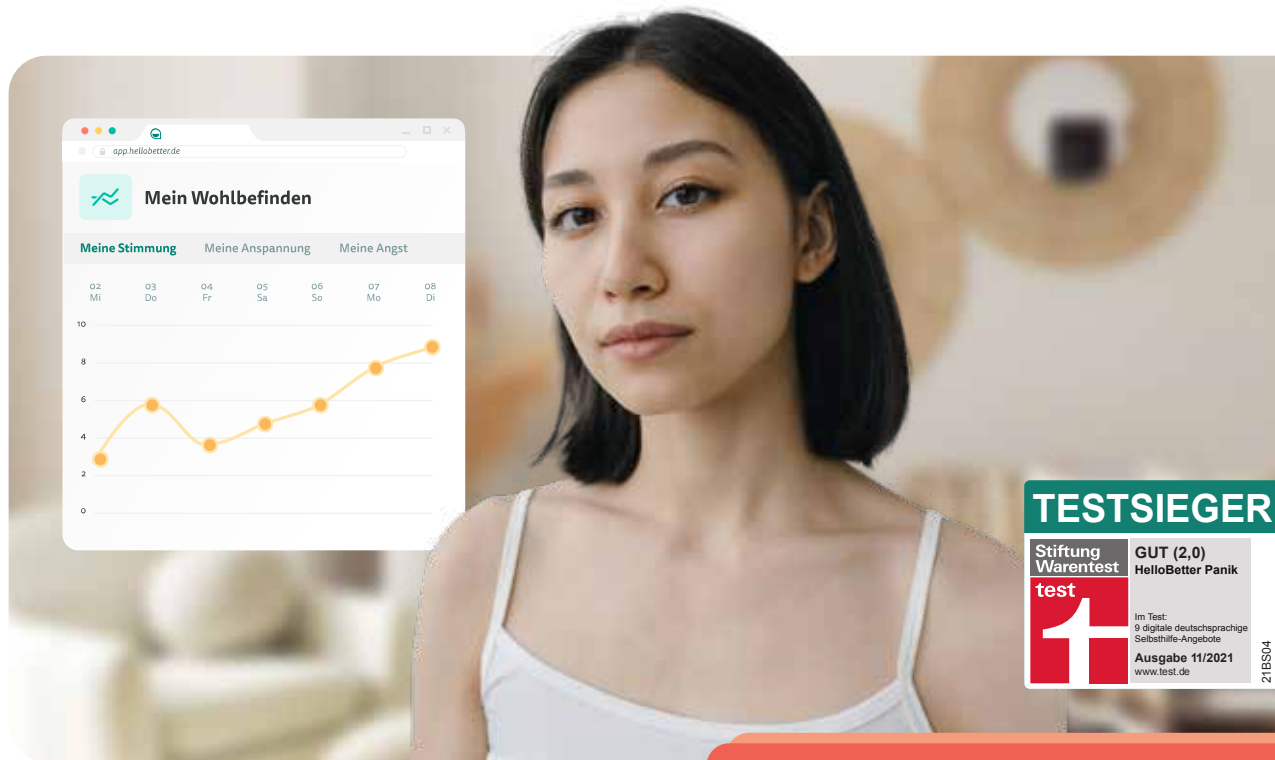 app.hellobetter.de
Mein Wohlbefinden
Meine Stimmung Meine Anspannung Meine Angst
02 03 04 05 06 07 08
Mi Do Fr Sa So Mo Di
10
8
6
4
2
0
TESTSIEGER
Stiftung
Warentest
test
GUT (2,0)
HelloBetter Panik
Im Test:
9 digitale deutschsprachige
Selbsthilfe-Angebote
Ausgabe 11/2021
www.test.de
21BS04